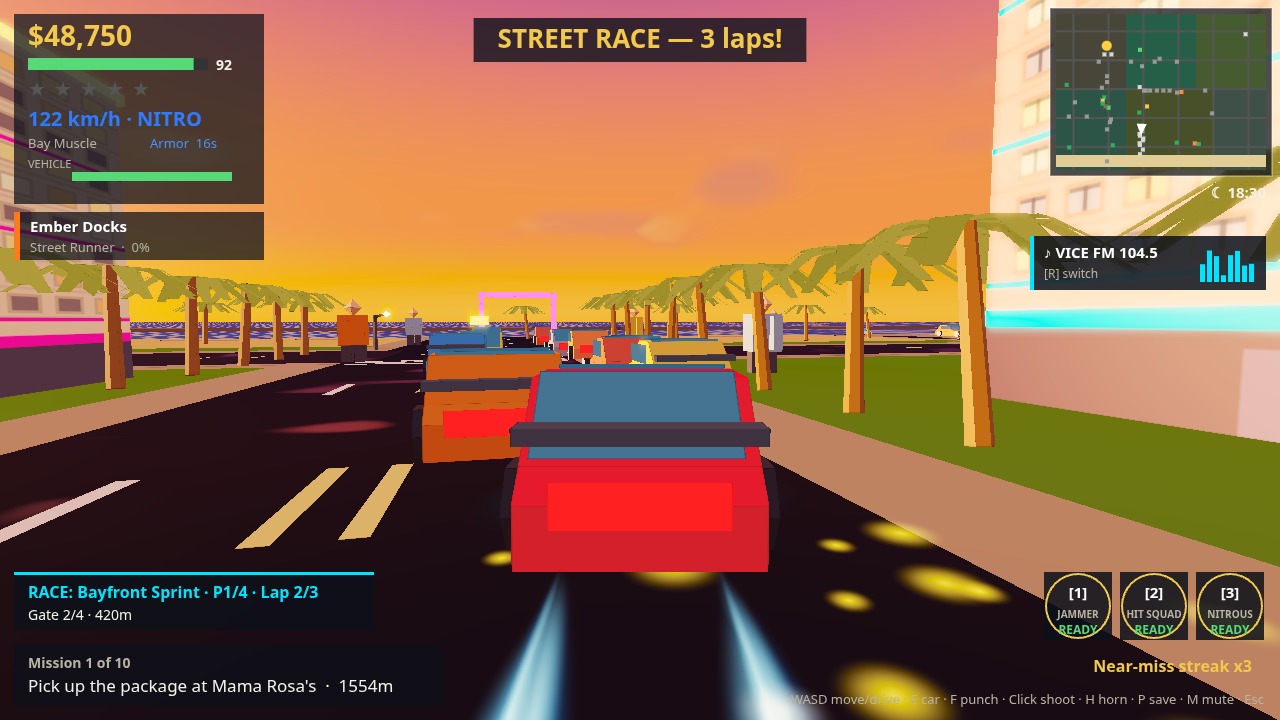 $48,750
STREET RACE — 3 laps!
92
★ ★ ★ ★ ★
122 km/h · NITRO
Bay Muscle Armor 16s
VEHICLE
Ember Docks
Street Runner · 0%
☾ 18:30
♪ VICE FM 104.5
[R] switch
RACE: Bayfront Sprint · P1/4 · Lap 2/3
Gate 2/4 · 420m
Mission 1 of 10
Pick up the package at Mama Rosa's · 1554m
[1] [2] [3]
JAMMER HIT SQUAD NITROUS
READY READY READY
Near-miss streak x3
WASD move/drive · E car · F punch · Click shoot · H horn · P save · M mute · Esc